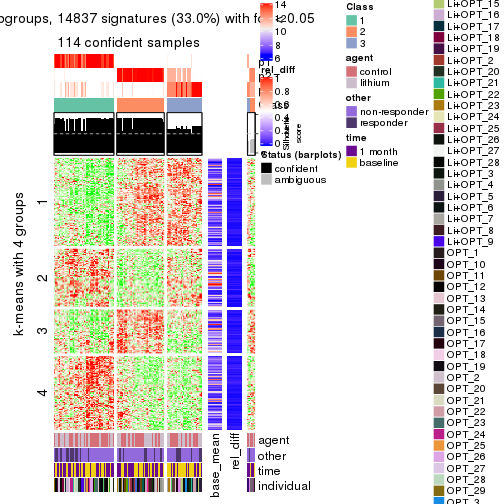 ogroups, 14837 signatures (33.0%) with f
< 0.05
114 confident samples
k-means with 4 groups
1
2
3
4
base_mean
rel_diff
agent
other
time
individual
14
12
10
8
6
rel_diff
1
0.8
0.6
0.4
0.2
0
Silhouette
score
Status (barplots)
confident
ambiguous
Class
1
2
3
agent
control
lithium
other
non-responder
responder
time
1 month
baseline
Li+OPT_15
Li+OPT_16
Li+OPT_17
Li+OPT_18
Li+OPT_19
Li+OPT_2
Li+OPT_20
Li+OPT_21
Li+OPT_22
Li+OPT_23
Li+OPT_24
Li+OPT_25
Li+OPT_26
Li+OPT_27
Li+OPT_28
Li+OPT_3
Li+OPT_4
Li+OPT_5
Li+OPT_6
Li+OPT_7
Li+OPT_8
Li+OPT_9
OPT_1
OPT_10
OPT_11
OPT_12
OPT_13
OPT_14
OPT_15
OPT_16
OPT_17
OPT_18
OPT_19
OPT_2
OPT_20
OPT_21
OPT_22
OPT_23
OPT_24
OPT_25
OPT_26
OPT_27
OPT_28
OPT_3